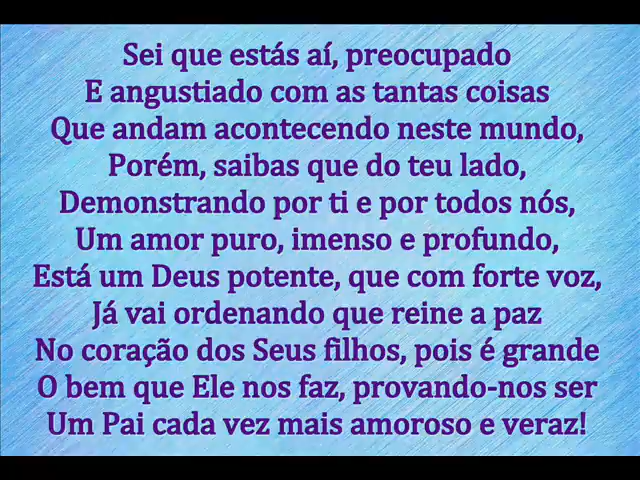 Sei que estás aí, preocupado
E angustiado com as tantas coisas
Que andam acontecendo neste mundo,
Porém, saibas que do teu lado,
Demonstrando por ti e por todos nós,
Um amor puro, imenso e profundo,
Está um Deus potente, que com forte voz,
Já vai ordenando que reine a paz
No coração dos Seus filhos, pois é grande
O bem que Ele nos faz, provando-nos ser
Um Pai cada vez mais amoroso e veraz!